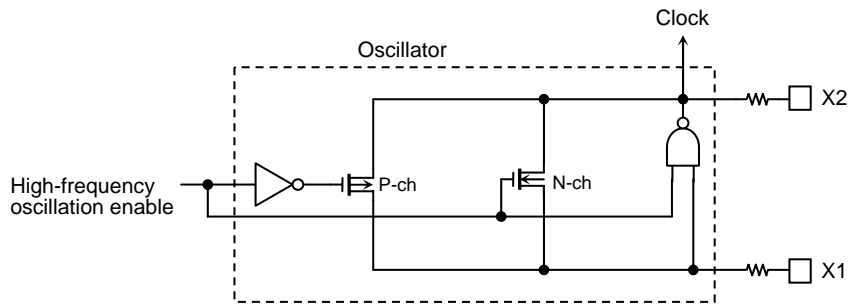 Clock
Oscillator
X2
P-ch
N-ch
High-frequency
oscillation enable
X1